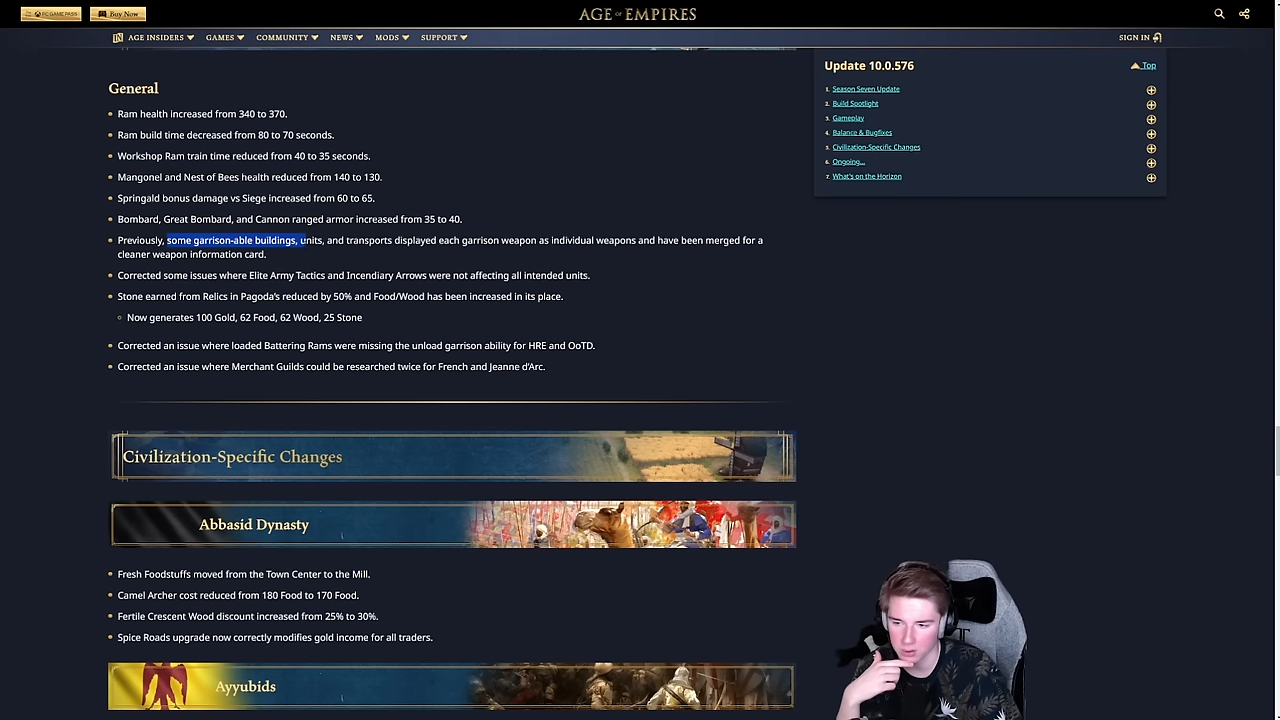 PC GAME PASS
Buy Now
AGE OF EMPIRES
AGE INSIDERS
GAMES
COMMUNITY
NEWS
MODS
SUPPORT
SIGN IN
General
Ram health increased from 340 to 370.
Ram build time decreased from 80 to 70 seconds.
Workshop Ram train time reduced from 40 to 35 seconds.
Mangonel and Nest of Bees health reduced from 140 to 130.
Springald bonus damage vs Siege increased from 60 to 65.
Bombard, Great Bombard, and Cannon ranged armor increased from 35 to 40.
Previously, some garrison-able buildings, units, and transports displayed each garrison weapon as individual weapons and have been merged for a
cleaner weapon information card.
Corrected some issues where Elite Army Tactics and Incendiary Arrows were not affecting all intended units.
Stone earned from Relics in Pagoda's reduced by 50% and Food/Wood has been increased in its place.
Now generates 100 Gold, 62 Food, 62 Wood, 25 Stone
Corrected an issue where loaded Battering Rams were missing the unload garrison ability for HRE and OoTD.
Corrected an issue where Merchant Guilds could be researched twice for French and Jeanne d'Arc.
Civilization-Specific Changes
Abbasid Dynasty
Fresh Foodstuffs moved from the Town Center to the Mill.
Camel Archer cost reduced from 180 Food to 170 Food.
Fertile Crescent Wood discount increased from 25% to 30%.
Spice Roads upgrade now correctly modifies gold income for all traders.
Ayyubids
Update 10.0.576
Top
1. Season Seven Update
2. Build Spotlight
3. Gameplay
4. Balance & Bugfixes
5. Civilization-Specific Changes
6. Ongoing...
7. What's on the Horizon